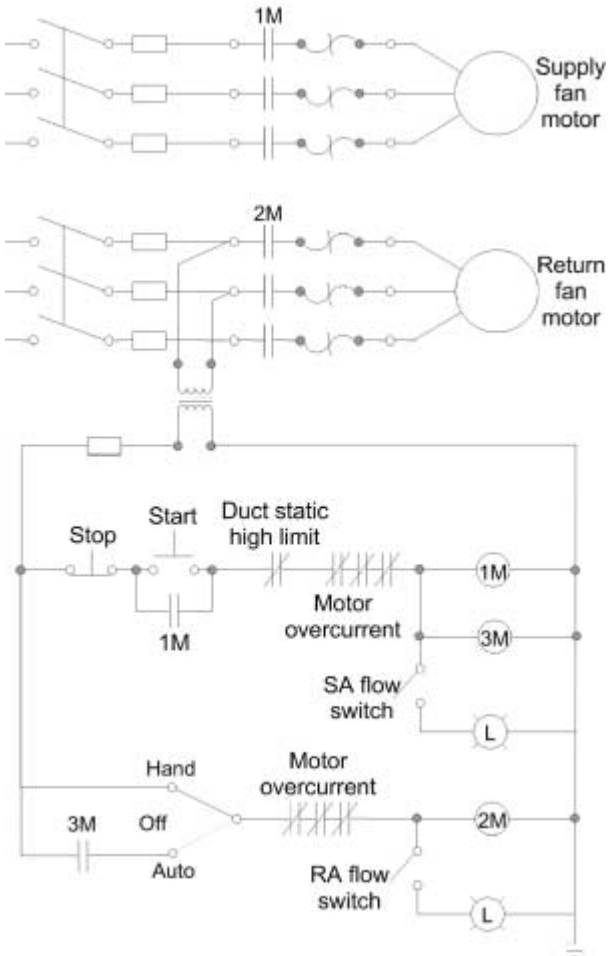 1M
Supply
fan
motor
2M
Return
fan
motor
Stop
Start
Duct static
high limit
1M
Motor
overcurrent
1M
3M
SA flow
switch
L
Hand
Motor
overcurrent
3M
Off
2M
Auto
RA flow
switch
L